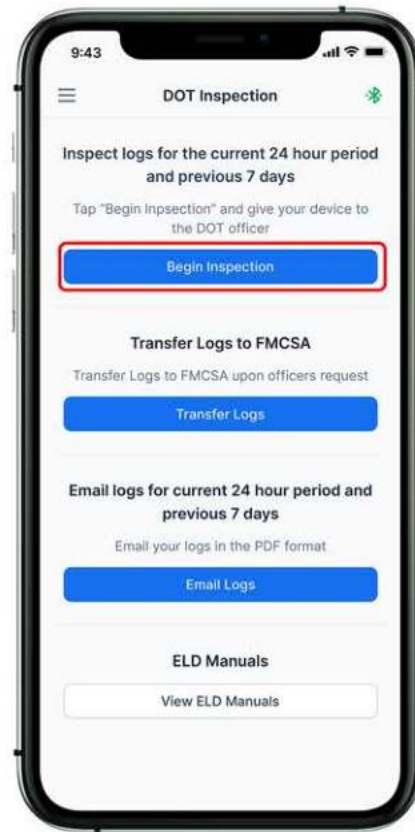 9:43
DOT Inspection
Inspect logs for the current 24 hour period
and previous 7 days
Tap "Begin Inpsection" and give your device to
the DOT officer
Begin Inspection
Transfer Logs to FMCSA
Transfer Logs to FMCSA upon officers request
Transfer Logs
Email logs for current 24 hour period and
previous 7 days
Email your logs in the PDF format
Email Logs
ELD Manuals
View ELD Manuals